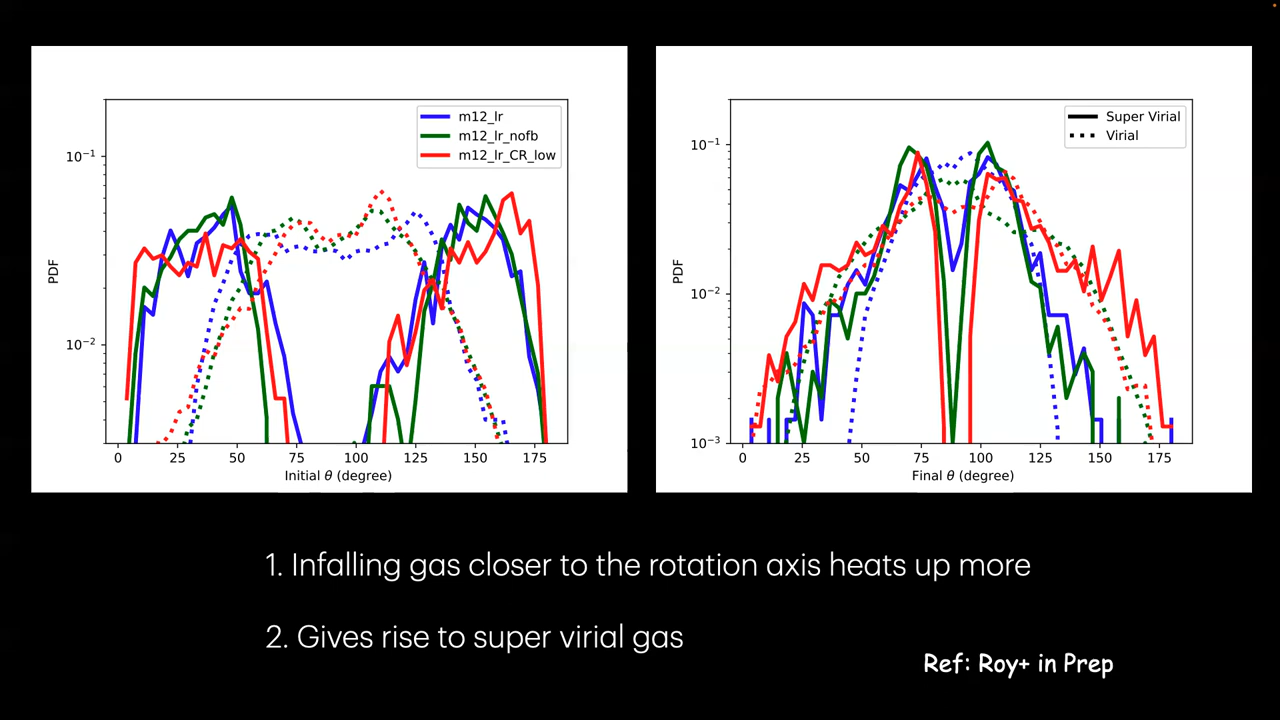 m12_lr
m12_lr_nofb
m12_lr_CR_low
10⁻¹
10⁻²
PDF
0 25 50 75 100 125 150 175
Initial θ (degree)
Super Virial
Virial
10⁻¹
10⁻²
10⁻³
PDF
0 25 50 75 100 125 150 175
Final θ (degree)
1. Infalling gas closer to the rotation axis heats up more
2. Gives rise to super virial gas
Ref: Roy+ in Prep